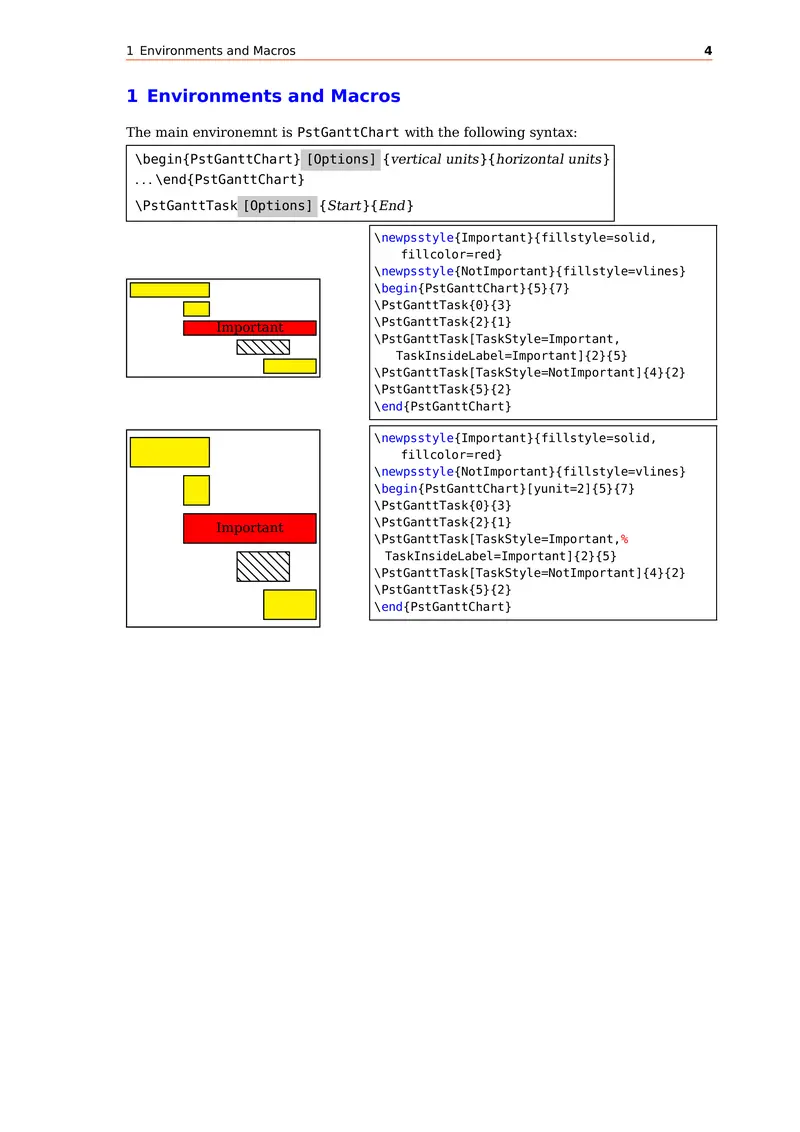 1 Environments and Macros 4
1 Environments and Macros
The main environemnt is PstGanttChart with the following syntax:
\begin{PstGanttChart} [Options] {vertical units}{horizontal units}
...\end{PstGanttChart}
\PstGanttTask [Options] {Start}{End}
Important
\newpsstyle{Important}{fillstyle=solid,
fillcolor=red}
\newpsstyle{NotImportant}{fillstyle=vlines}
\begin{PstGanttChart}{5}{7}
\PstGanttTask{0}{3}
\PstGanttTask{2}{1}
\PstGanttTask[TaskStyle=Important,
TaskInsideLabel=Important]{2}{5}
\PstGanttTask[TaskStyle=NotImportant]{4}{2}
\PstGanttTask{5}{2}
\end{PstGanttChart}
Important
\newpsstyle{Important}{fillstyle=solid,
fillcolor=red}
\newpsstyle{NotImportant}{fillstyle=vlines}
\begin{PstGanttChart}[yunit=2]{5}{7}
\PstGanttTask{0}{3}
\PstGanttTask{2}{1}
\PstGanttTask[TaskStyle=Important,%
TaskInsideLabel=Important]{2}{5}
\PstGanttTask[TaskStyle=NotImportant]{4}{2}
\PstGanttTask{5}{2}
\end{PstGanttChart}